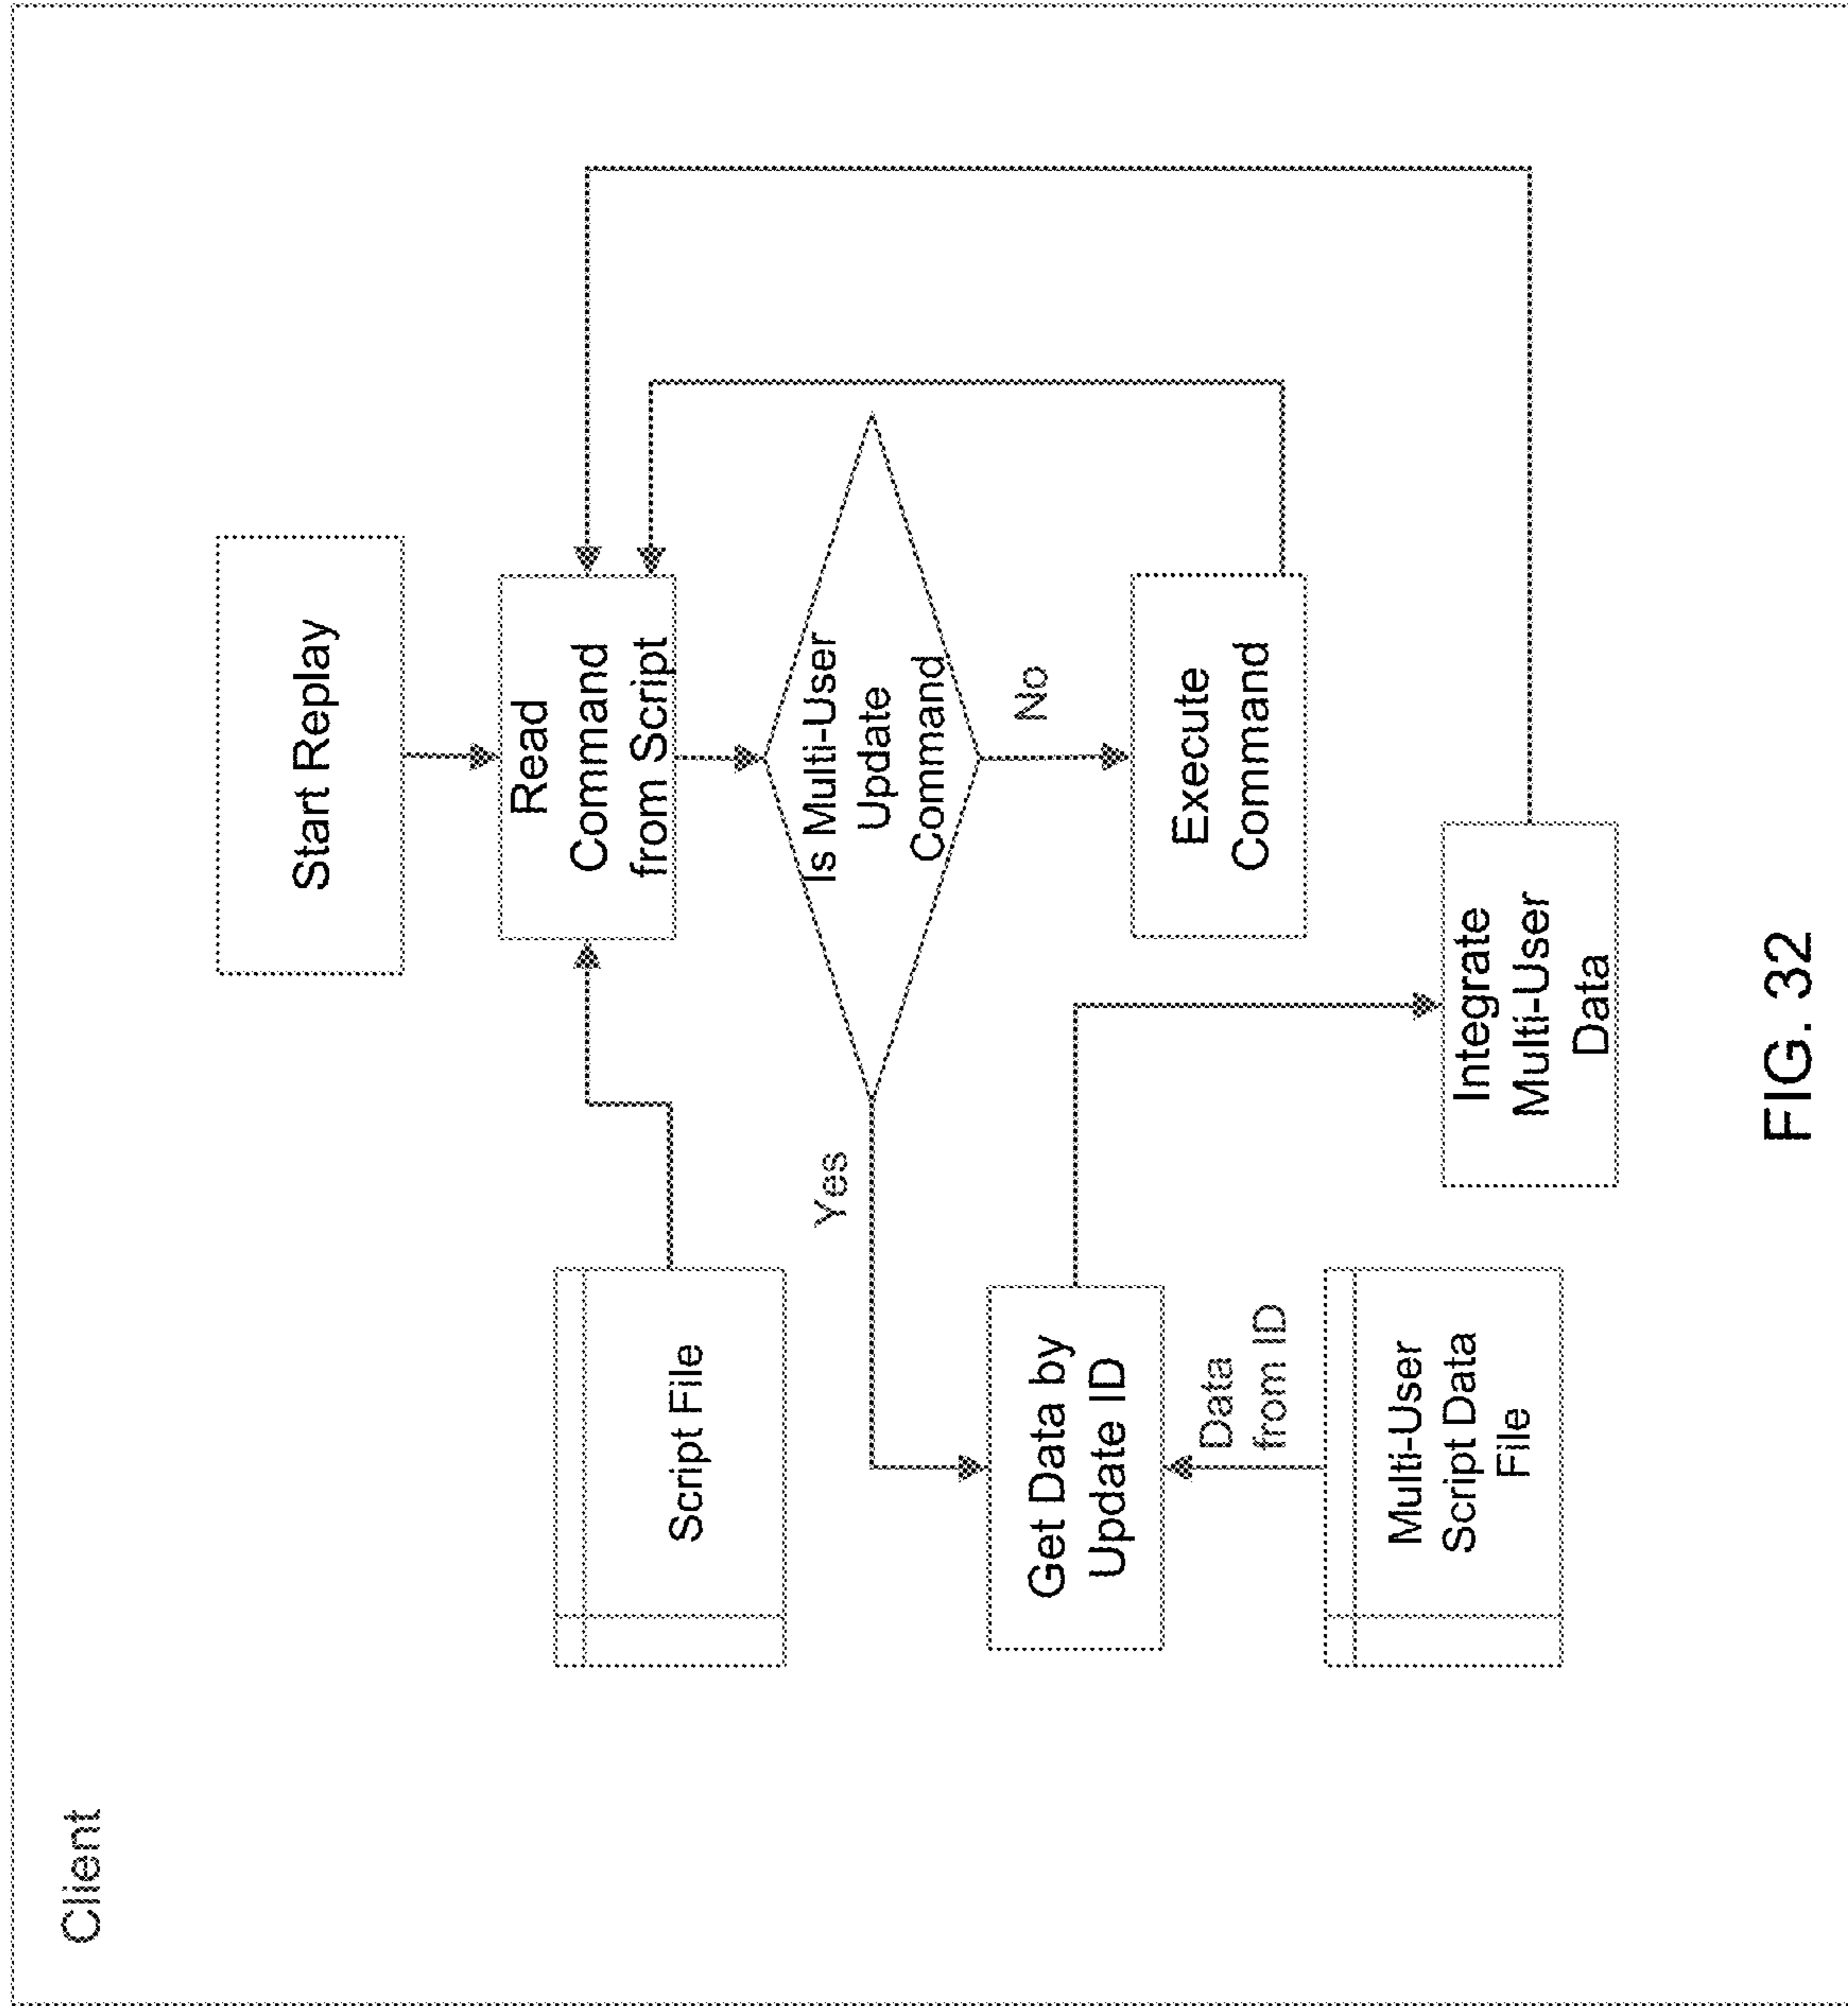 Client
Start Replay
Script File
Read
Command
from Script
Yes
Is Multi-User
Update
Command
No
Get Data by
Update ID
Execute
Command
Data
from ID
Multi-User
Script Data
File
Integrate
Multi-User
Data
FIG. 32